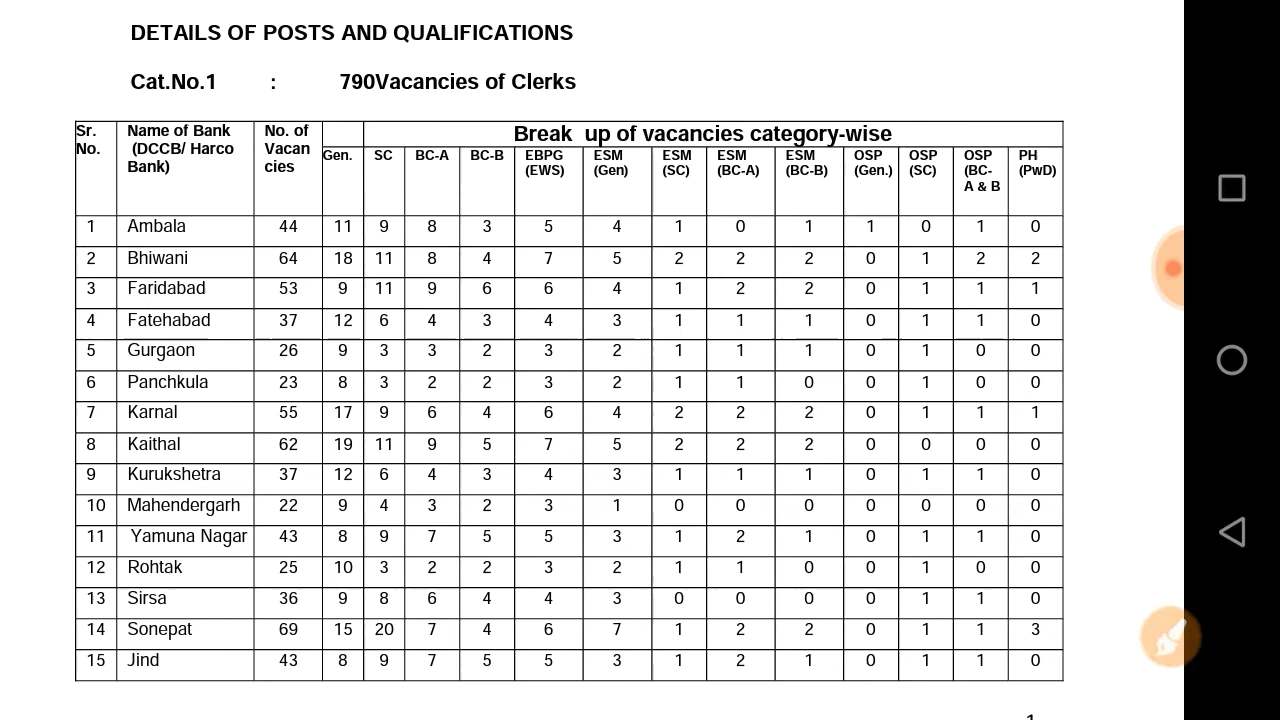 DETAILS OF POSTS AND QUALIFICATIONS
Cat.No.1 : 790Vacancies of Clerks
Sr. No. Name of Bank (DCCB/ Harco Bank) No. of Vacan cies Break up of vacancies category-wise
Gen. SC BC-A BC-B EBPG (EWS) ESM (Gen) ESM (SC) ESM (BC-A) ESM (BC-B) OSP (Gen.) OSP (SC) OSP (BC- A & B PH (PwD)
1 Ambala 44 11 9 8 3 5 4 1 0 1 1 0 1 0
2 Bhiwani 64 18 11 8 4 7 5 2 2 2 0 1 2 2
3 Faridabad 53 9 11 9 6 6 4 1 2 2 0 1 1 1
4 Fatehabad 37 12 6 4 3 4 3 1 1 1 0 1 1 0
5 Gurgaon 26 9 3 3 2 3 2 1 1 1 0 1 0 0
6 Panchkula 23 8 3 2 2 3 2 1 1 0 0 1 0 0
7 Karnal 55 17 9 6 4 6 4 2 2 2 0 1 1 1
8 Kaithal 62 19 11 9 5 7 5 2 2 2 0 0 0 0
9 Kurukshetra 37 12 6 4 3 4 3 1 1 1 0 1 1 0
10 Mahendergarh 22 9 4 3 2 3 1 0 0 0 0 0 0 0
11 Yamuna Nagar 43 8 9 7 5 5 3 1 2 1 0 1 1 0
12 Rohtak 25 10 3 2 2 3 2 1 1 0 0 1 0 0
13 Sirsa 36 9 8 6 4 4 3 0 0 0 0 1 1 0
14 Sonepat 69 15 20 7 4 6 7 1 2 2 0 1 1 3
15 Jind 43 8 9 7 5 5 3 1 2 1 0 1 1 0
1